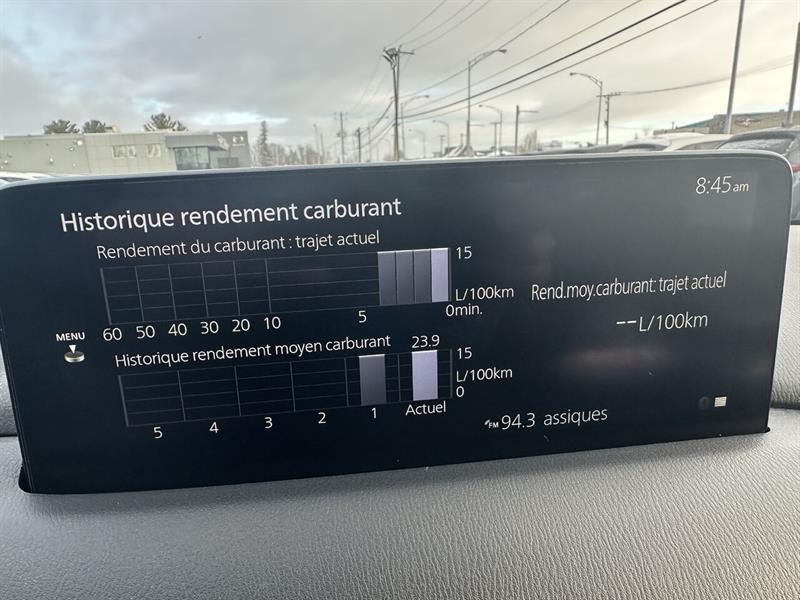 8:45am
Historique rendement carburant
Rendement du carburant : trajet actuel
15
L/100km
0min.
60 50 40 30 20 10 5
Rend.moy.carburant: trajet actuel
--L/100km
MENU
Historique rendement moyen carburant
23.9
15
L/100km
0
5 4 3 2 1 Actuel
FM 94.3 assiques